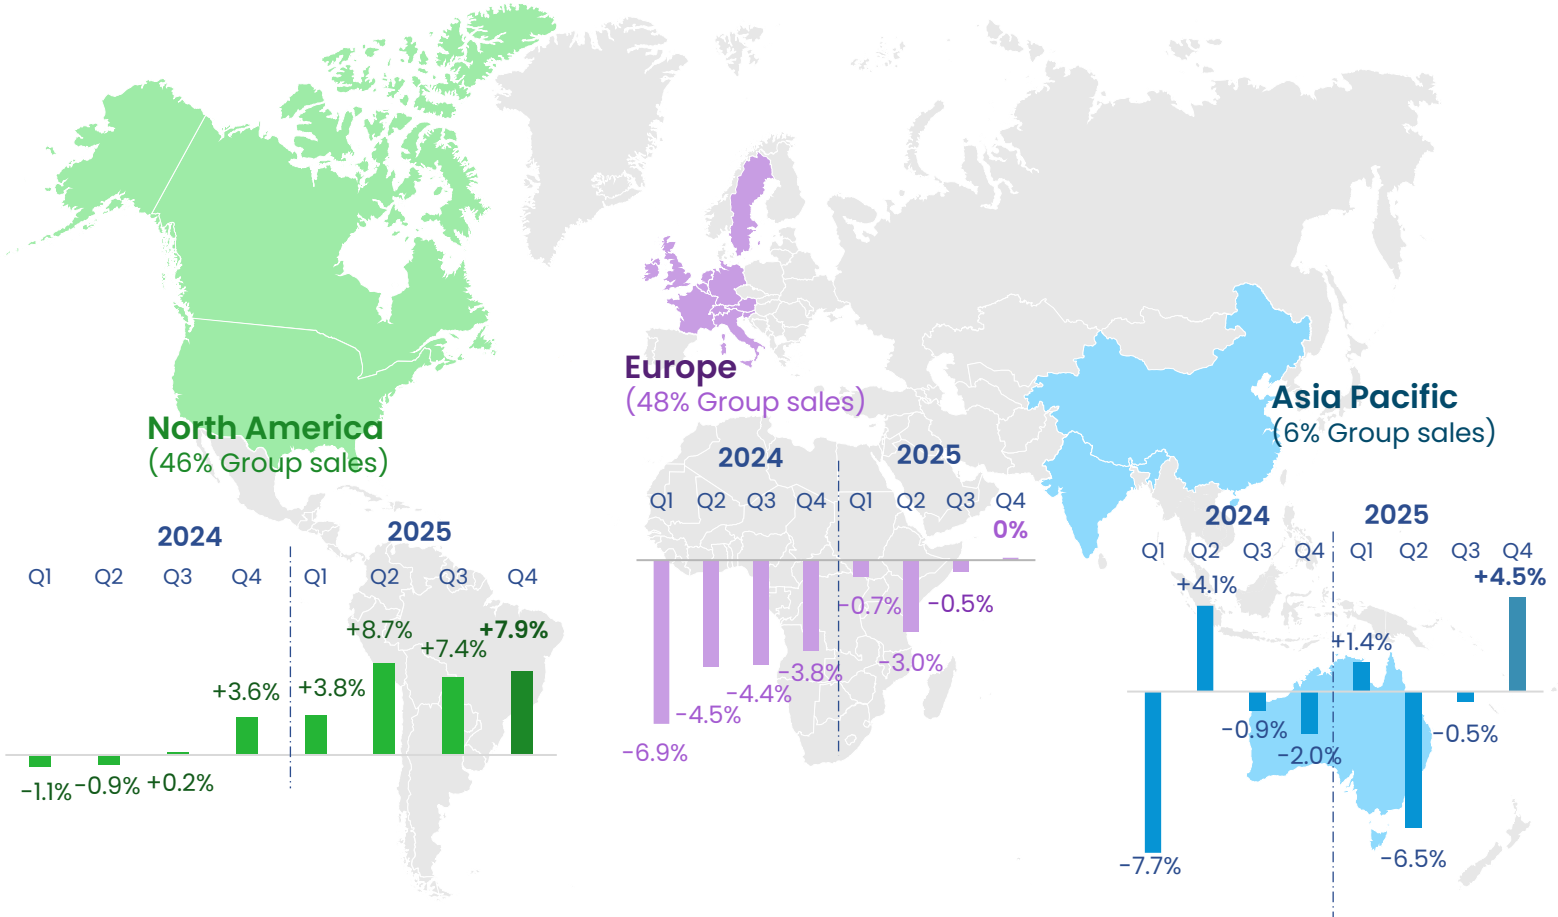 North America
(46% Group sales)
2024
2025
Q1 Q2 Q3 Q4 Q1 Q2 Q3 Q4
−1.1% −0.9% +0.2% +3.6% +3.8% +8.7% +7.4% +7.9%
Europe
(48% Group sales)
2024
2025
Q1 Q2 Q3 Q4 Q1 Q2 Q3 Q4
−6.9% −4.5% −4.4% −3.8% −0.7% −3.0% −0.5% 0%
Asia Pacific
(6% Group sales)
2024
2025
Q1 Q2 Q3 Q4 Q1 Q2 Q3 Q4
−7.7% +4.1% −0.9% −2.0% +1.4% −6.5% −0.5% +4.5%